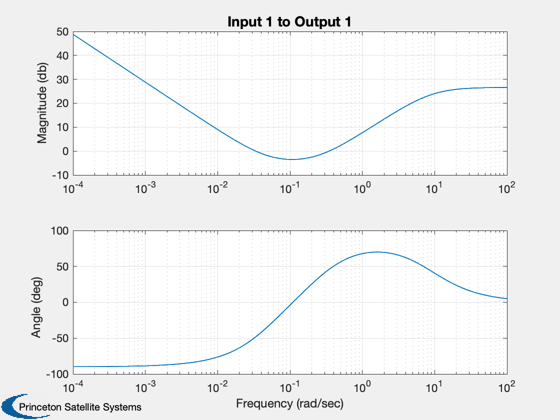 Input 1 to Output 1
Magnitude (db)
50
40
30
20
10
0
-10
10^-4 10^-3 10^-2 10^-1 10^0 10^1 10^2
Angle (deg)
100
50
0
-50
-100
10^-4 10^-3 10^-2 10^-1 10^0 10^1 10^2
Frequency (rad/sec)
Princeton Satellite Systems